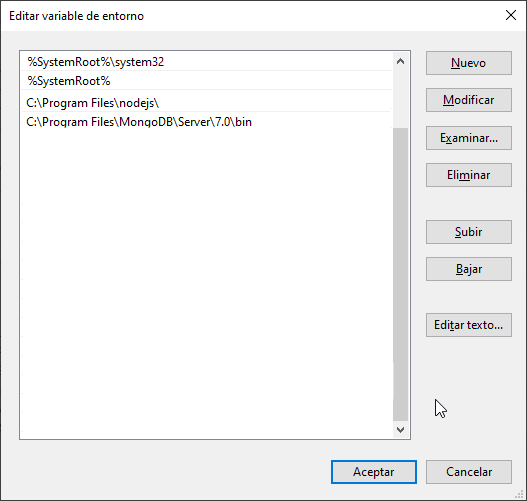 Editar variable de entorno
%SystemRoot%\system32
%SystemRoot%
C:\Program Files\nodejs\
C:\Program Files\MongoDB\Server\7.0\bin
Nuevo
Modificar
Examinar...
Eliminar
Subir
Bajar
Editar texto...
Aceptar
Cancelar